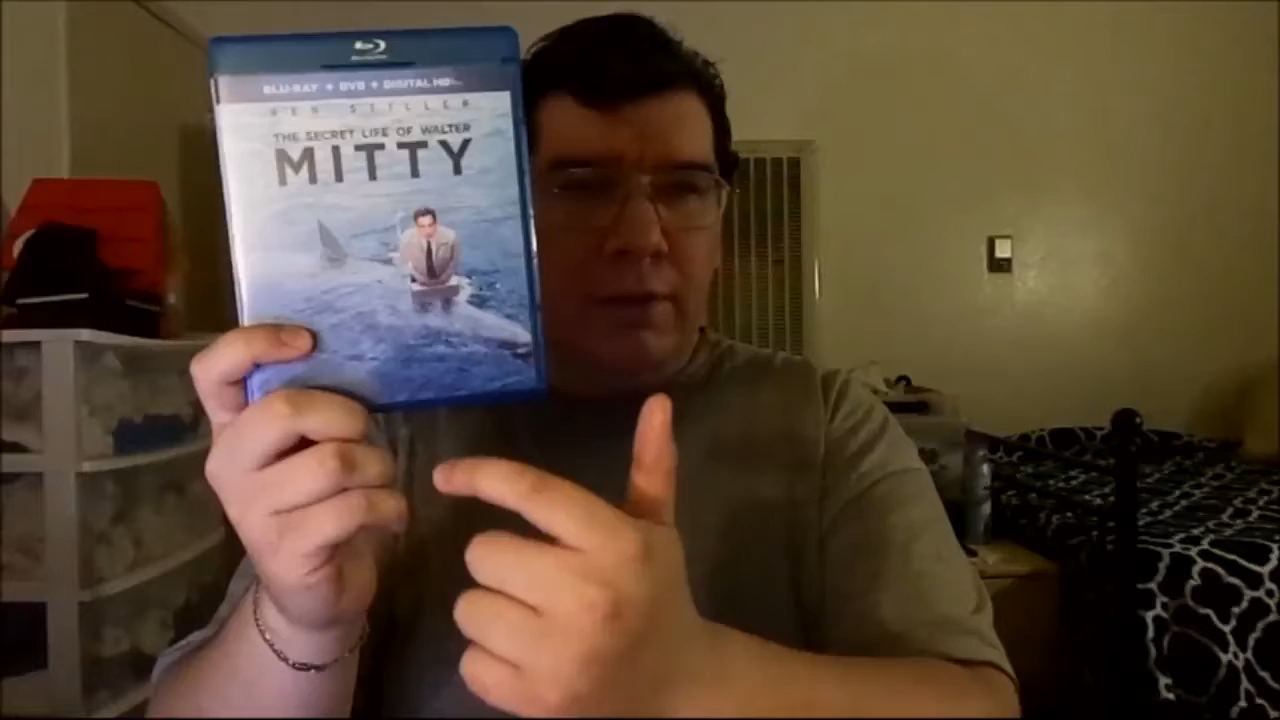 BLU-RAY + DVD + DIGITAL HD
BEN STILLER
THE SECRET LIFE OF WALTER
MITTY